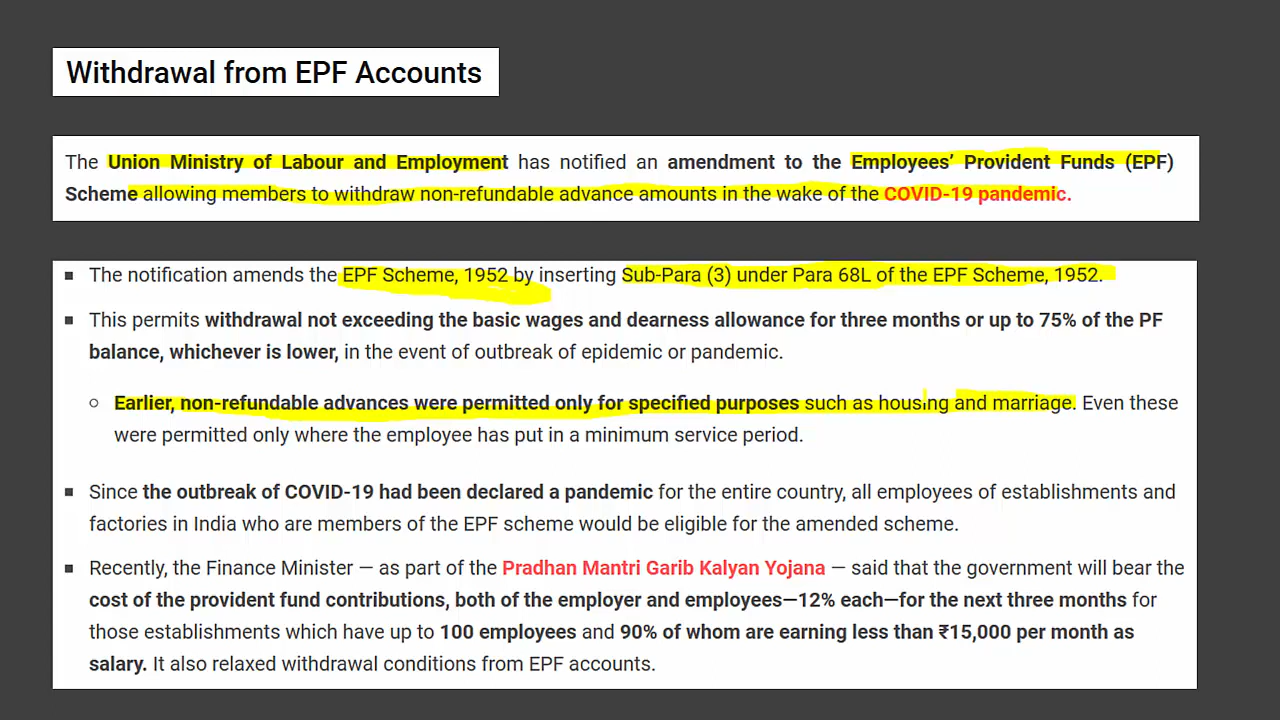 Withdrawal from EPF Accounts
The Union Ministry of Labour and Employment has notified an amendment to the Employees’ Provident Funds (EPF)
Scheme allowing members to withdraw non-refundable advance amounts in the wake of the COVID-19 pandemic.
▪ The notification amends the EPF Scheme, 1952 by inserting Sub-Para (3) under Para 68L of the EPF Scheme, 1952.
▪ This permits withdrawal not exceeding the basic wages and dearness allowance for three months or up to 75% of the PF
balance, whichever is lower, in the event of outbreak of epidemic or pandemic.
○ Earlier, non-refundable advances were permitted only for specified purposes such as housing and marriage. Even these
were permitted only where the employee has put in a minimum service period.
▪ Since the outbreak of COVID-19 had been declared a pandemic for the entire country, all employees of establishments and
factories in India who are members of the EPF scheme would be eligible for the amended scheme.
▪ Recently, the Finance Minister — as part of the Pradhan Mantri Garib Kalyan Yojana — said that the government will bear the
cost of the provident fund contributions, both of the employer and employees—12% each—for the next three months for
those establishments which have up to 100 employees and 90% of whom are earning less than ₹15,000 per month as
salary. It also relaxed withdrawal conditions from EPF accounts.